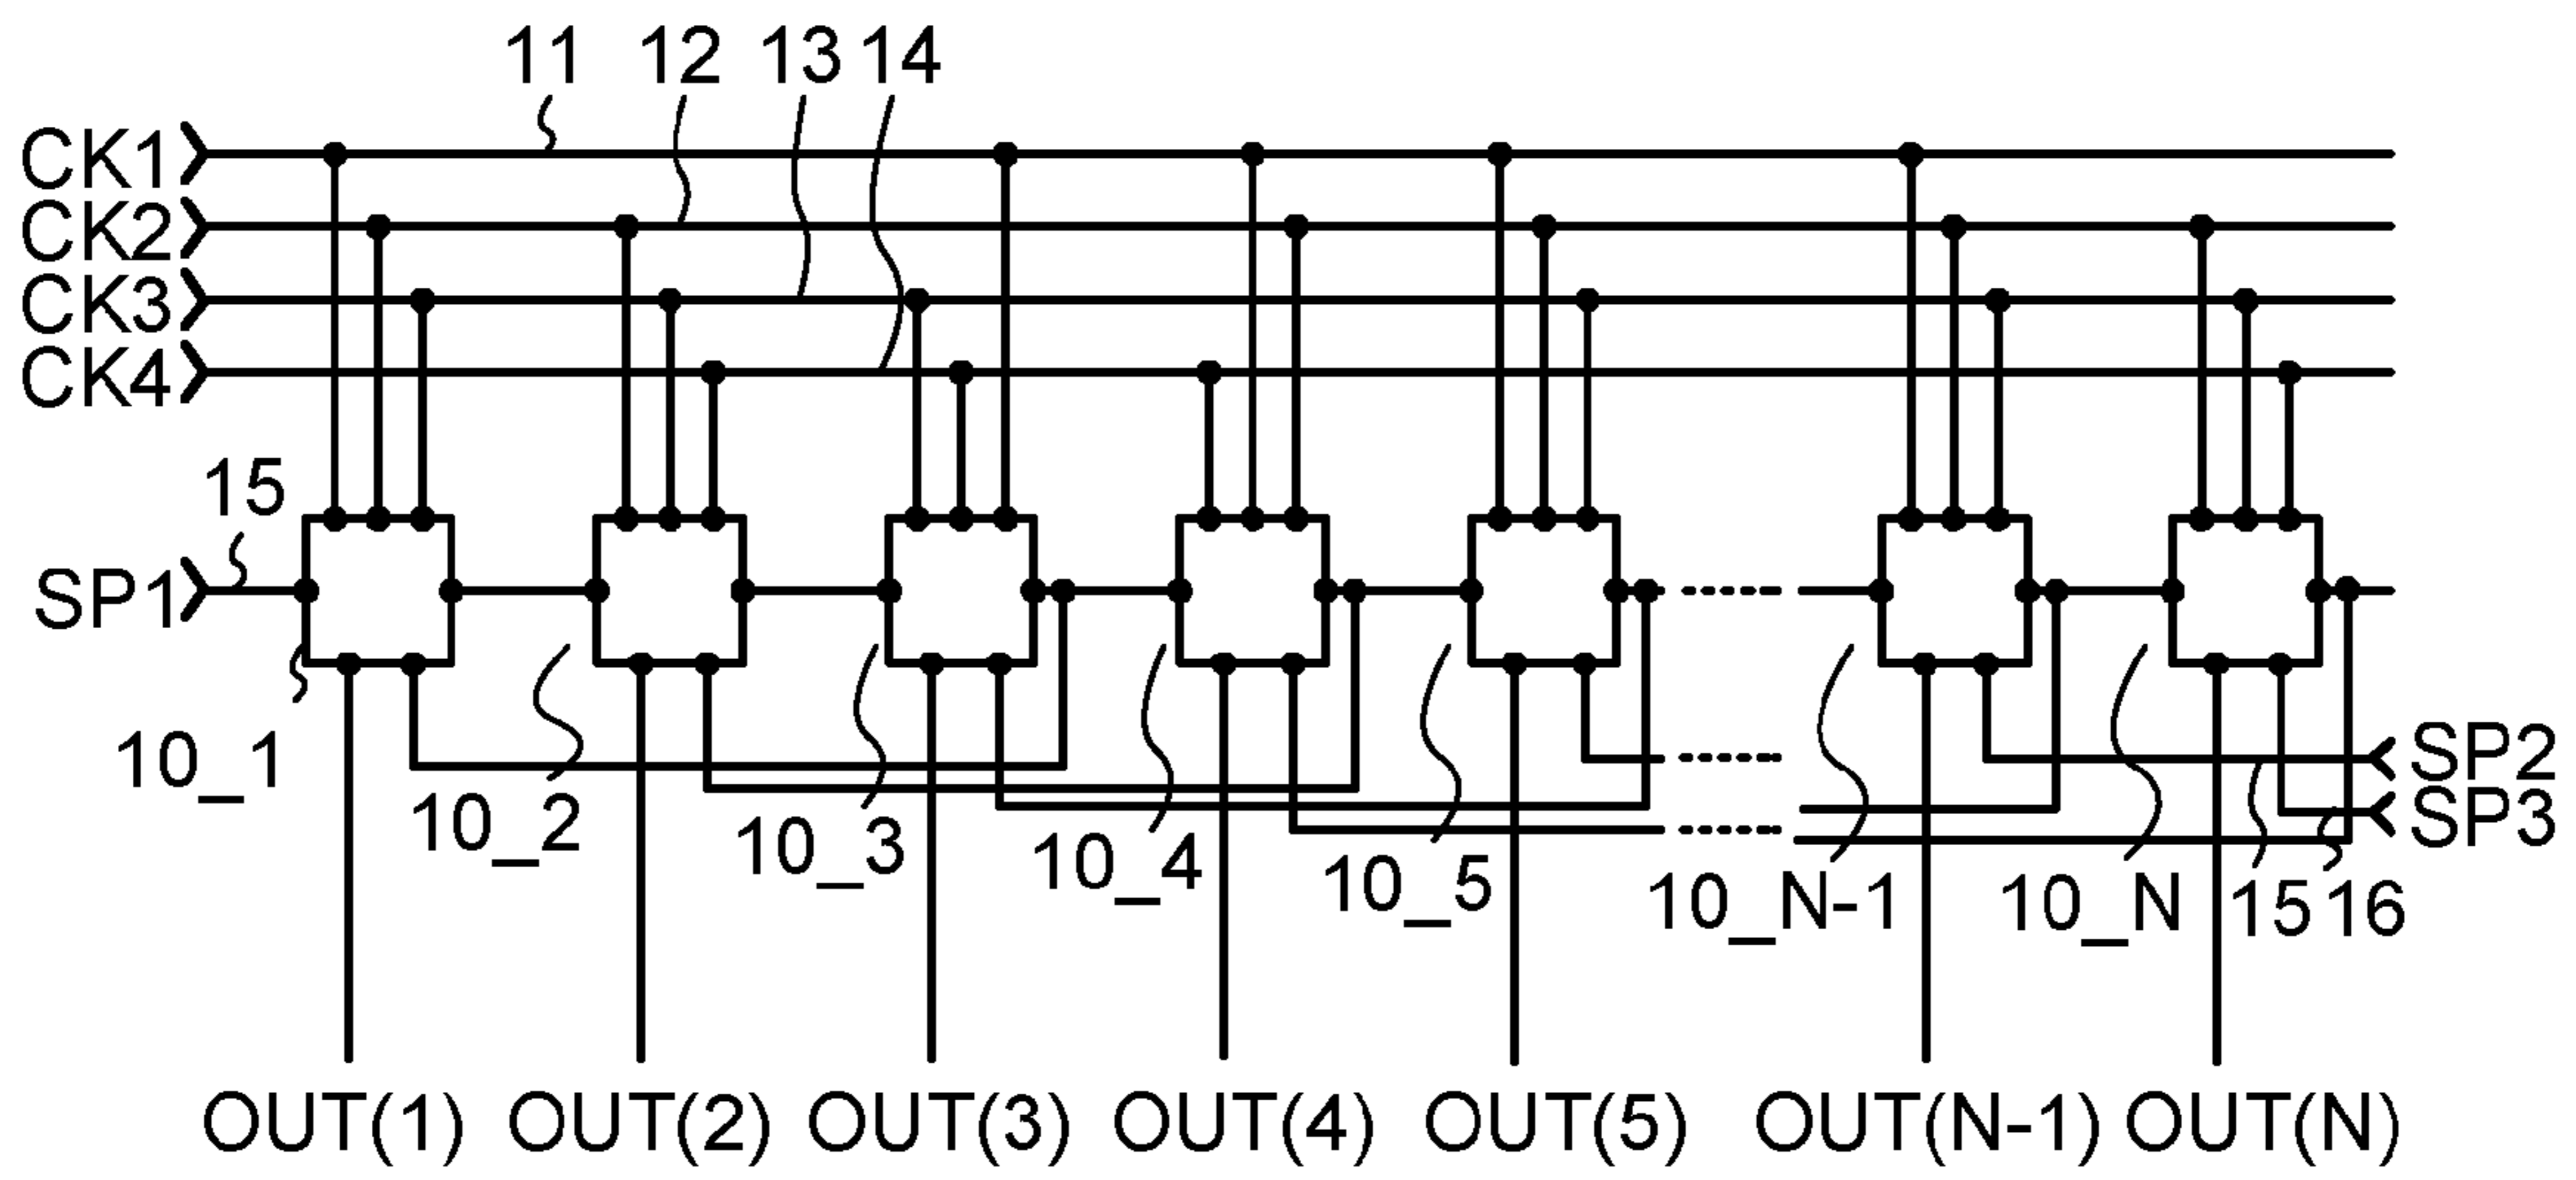 11 12 13 14
CK1
CK2
CK3
CK4
15
SP1
10_1
10_2
10_3
10_4
10_5
10_N-1
10_N
15
16
SP2
SP3
OUT(1) OUT(2) OUT(3) OUT(4) OUT(5) OUT(N-1) OUT(N)